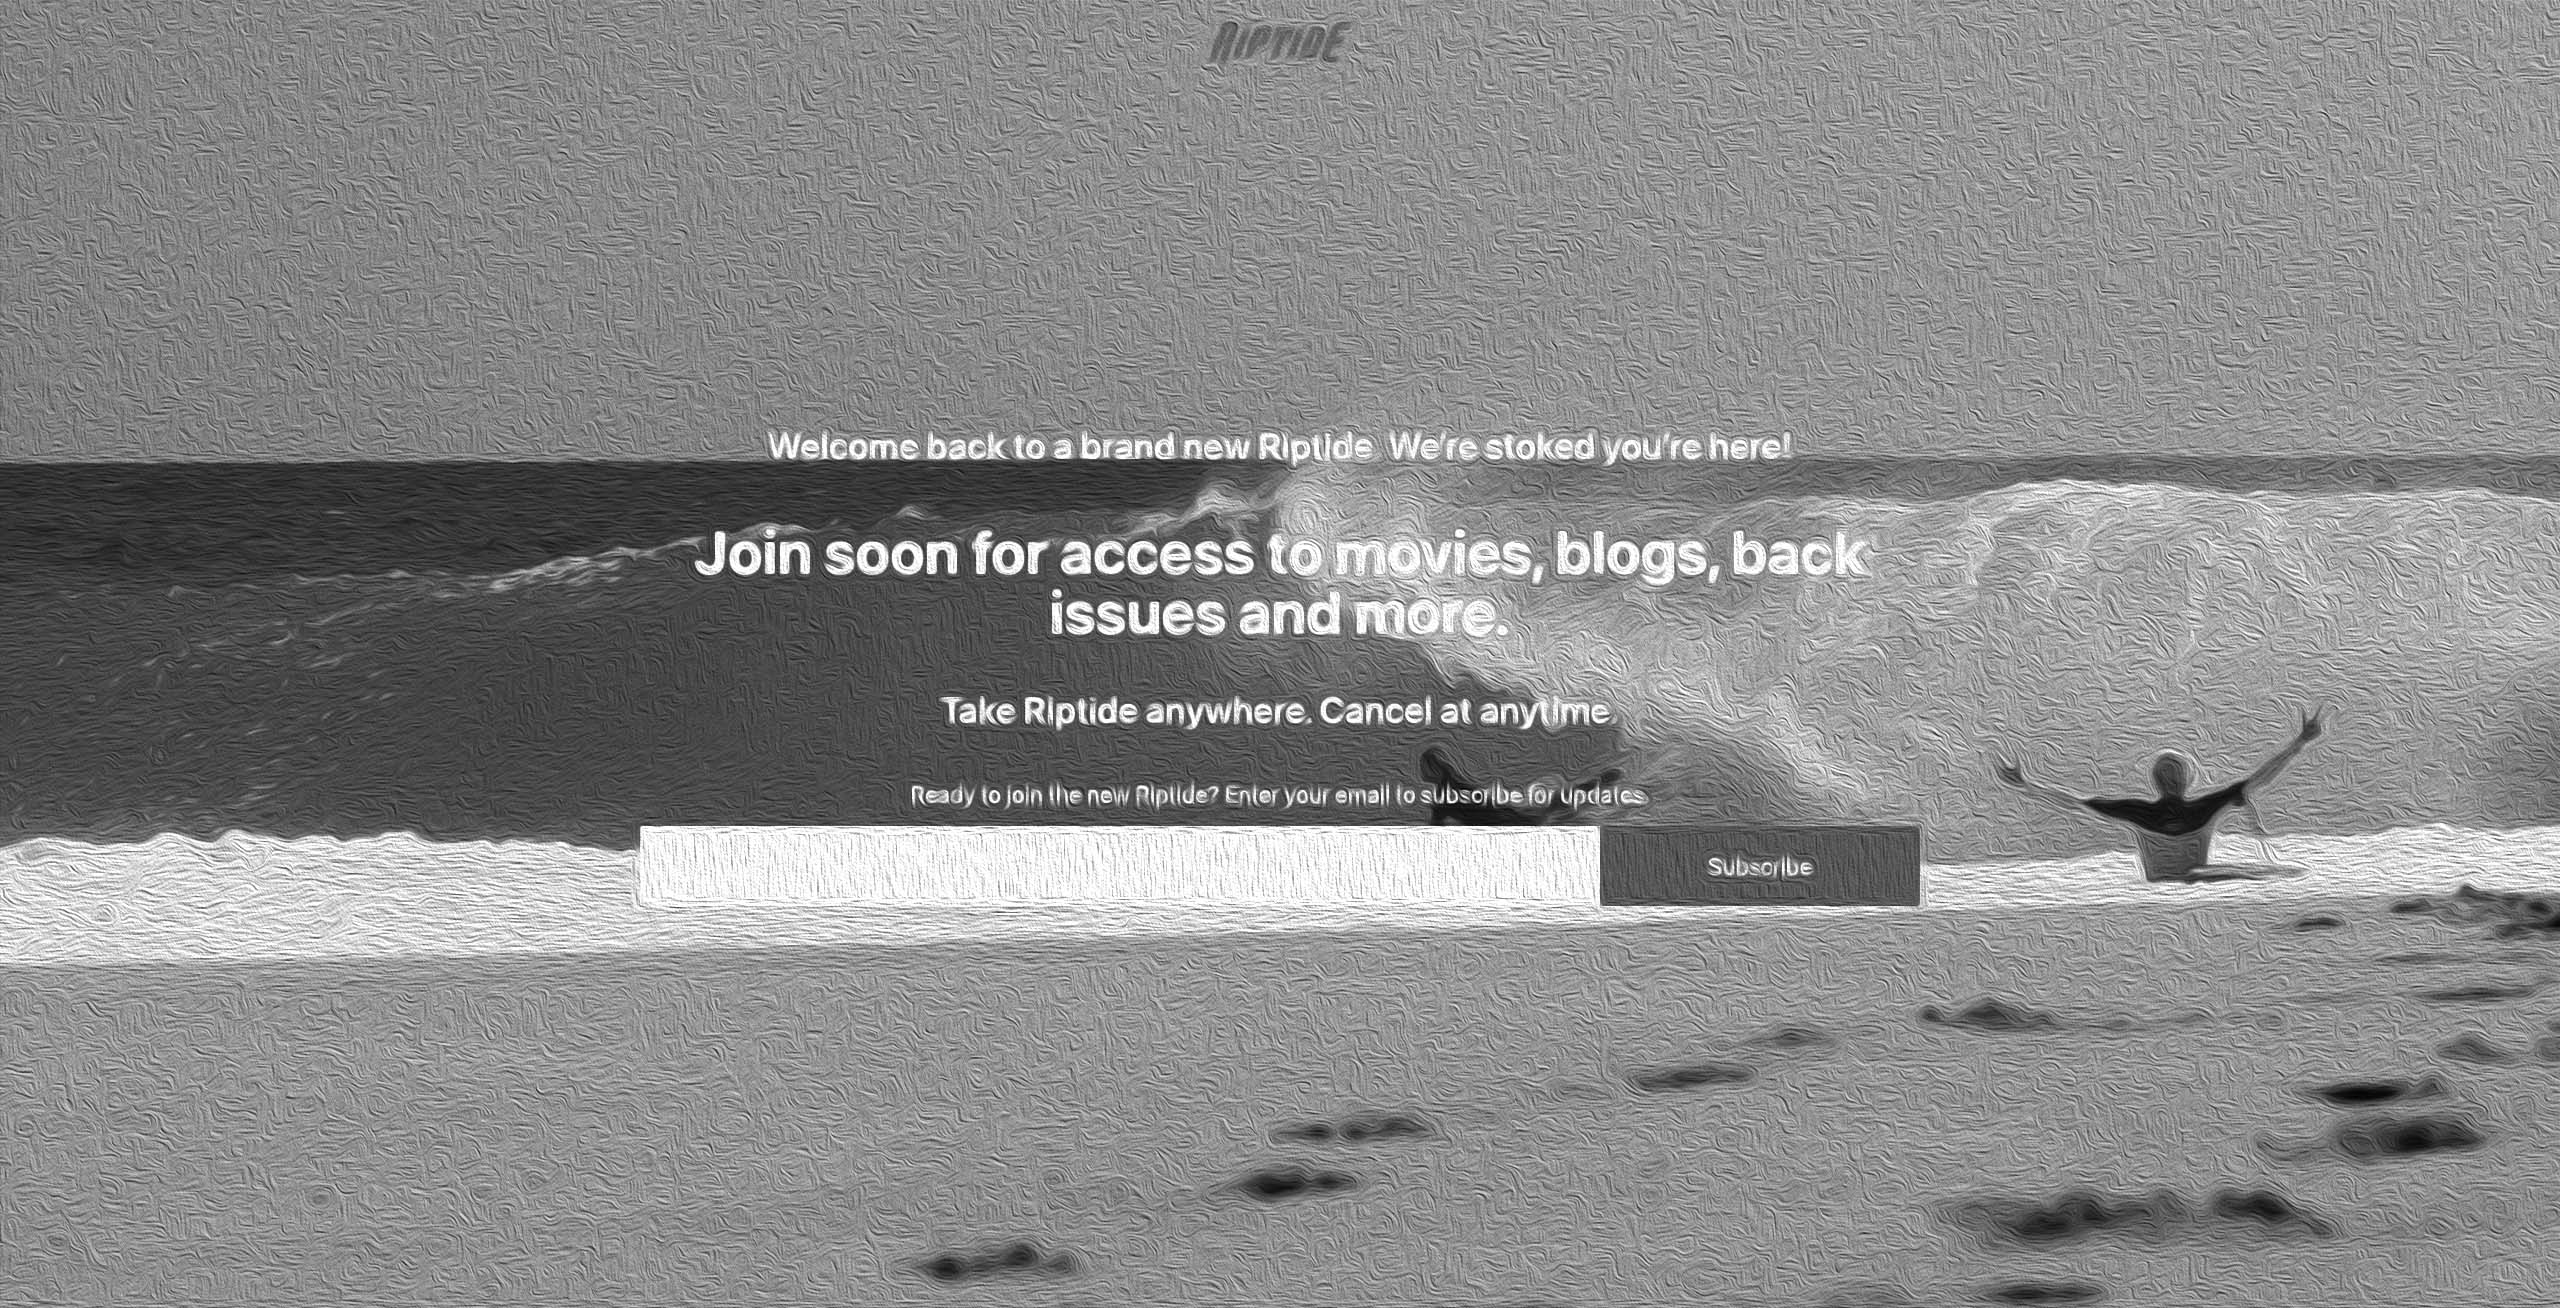 RIPTIDE
Welcome back to a brand new Riptide We're stoked you're here!
Join soon for access to movies, blogs, back
issues and more.
Take Riptide anywhere. Cancel at anytime.
Ready to join the new Riptide? Enter your email to subscribe for updates.
Subscribe